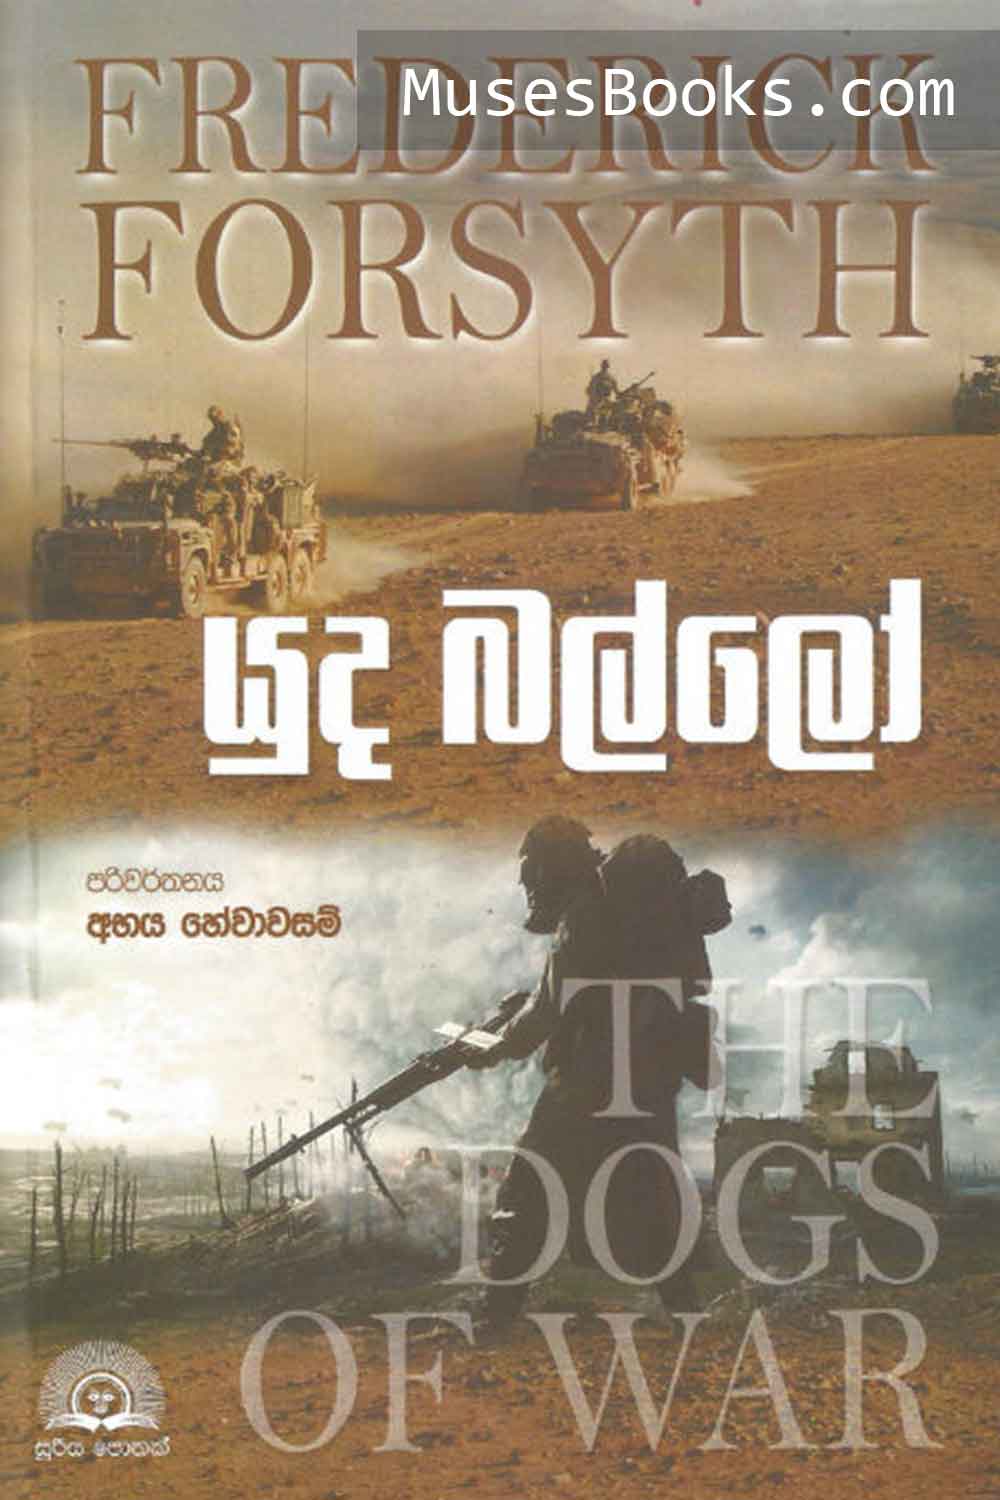 MusesBooks.com
FREDERICK
FORSYTH
යුද බල්ලෝ
පරිවර්තනය
අභය හේවාවසම්
THE
DOGS
OF WAR
සූරිය පොතක්